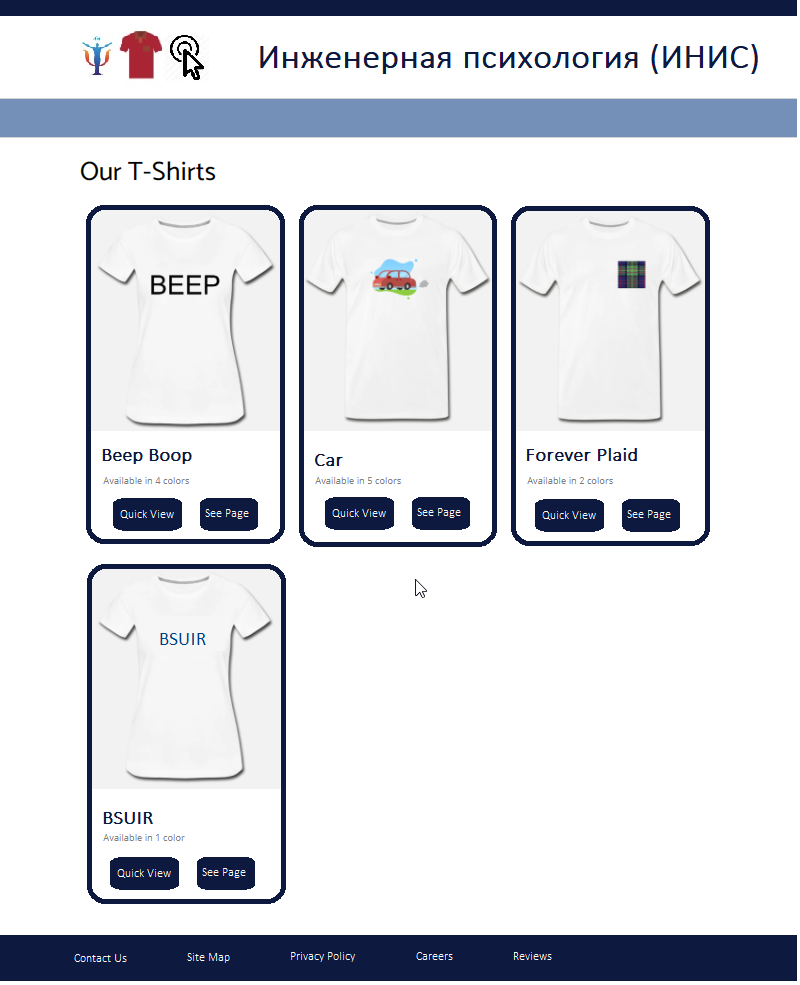 Инженерная психология (ИНИС)
Our T-Shirts
BEEP
Beep Boop
Available in 4 colors
Quick View
See Page
Car
Available in 5 colors
Quick View
See Page
Forever Plaid
Available in 2 colors
Quick View
See Page
BSUIR
BSUIR
Available in 1 color
Quick View
See Page
Contact Us
Site Map
Privacy Policy
Careers
Reviews